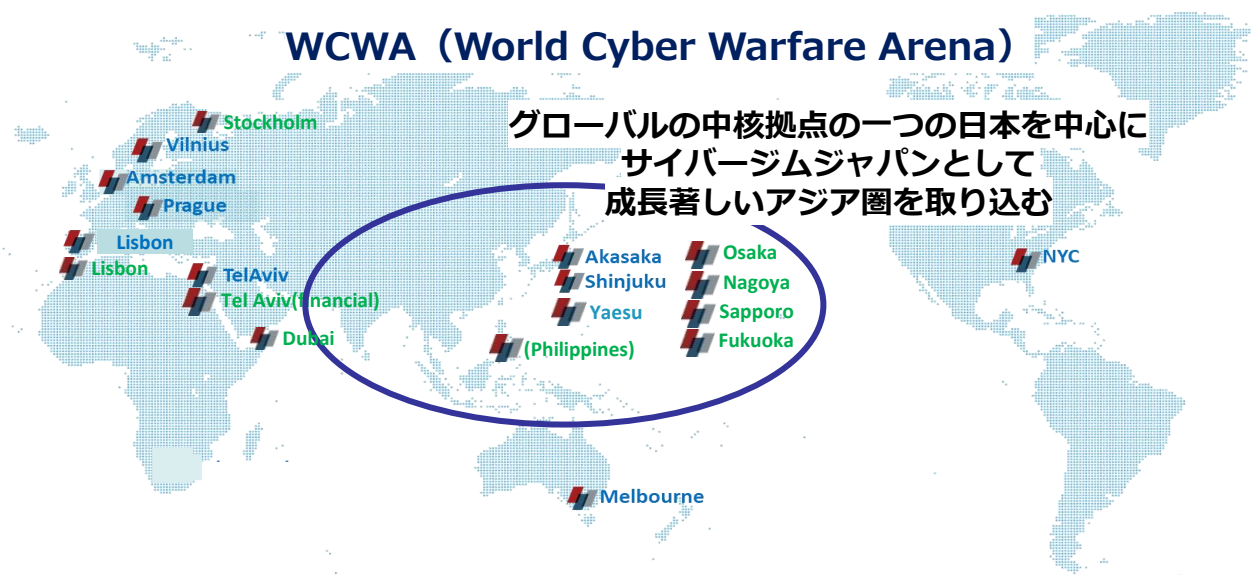 WCWA（World Cyber Warfare Arena）
グローバルの中核拠点の一つの日本を中心に
サイバージムジャパンとして
成長著しいアジア圏を取り込む
Stockholm
Vilnius
Amsterdam
Prague
Lisbon
Lisbon
TelAviv
Tel Aviv(financial)
Dubai
Akasaka
Shinjuku
Yaesu
(Philippines)
Osaka
Nagoya
Sapporo
Fukuoka
NYC
Melbourne